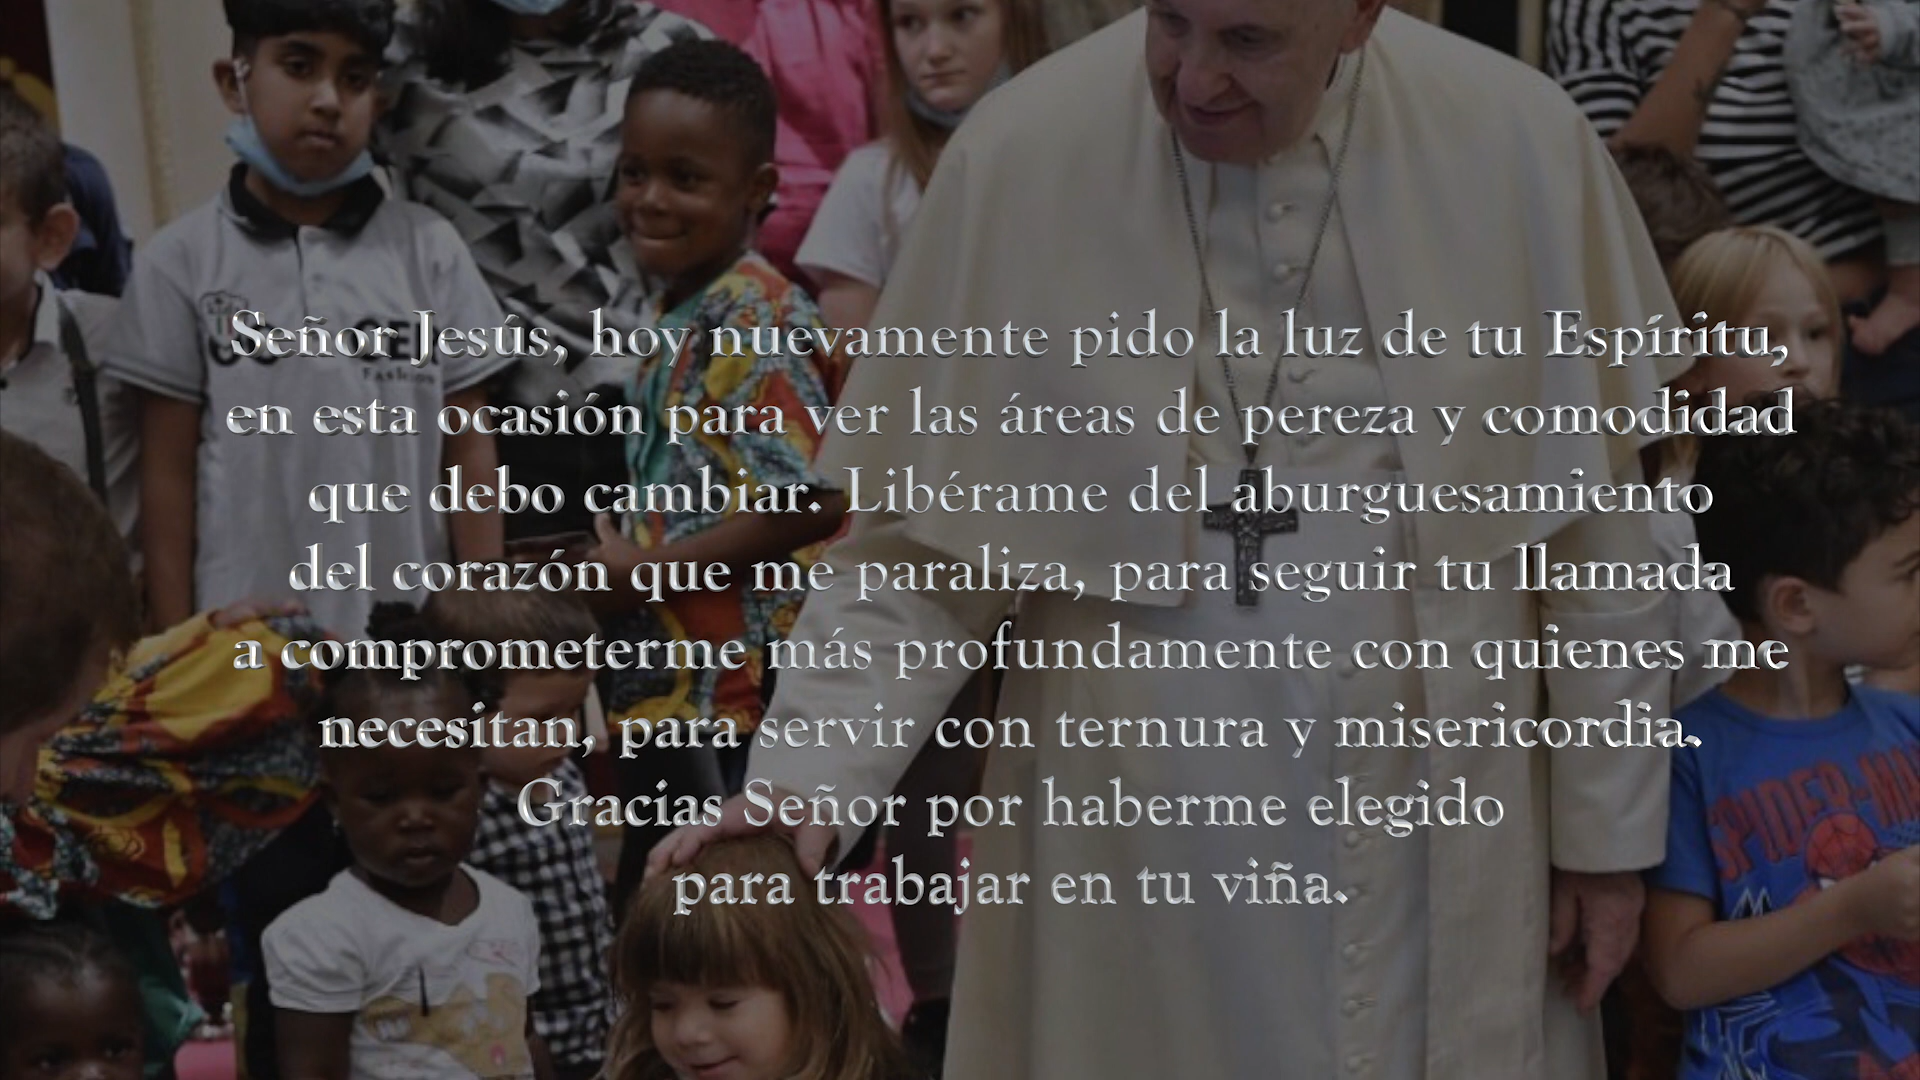 Señor Jesús, hoy nuevamente pido la luz de tu Espíritu,
en esta ocasión para ver las áreas de pereza y comodidad
que debo cambiar. Libérame del aburguesamiento
del corazón que me paraliza, para seguir tu llamada
a comprometerme más profundamente con quienes me
necesitan, para servir con ternura y misericordia.
Gracias Señor por haberme elegido
para trabajar en tu viña.
Fashion
SPIDER-MA